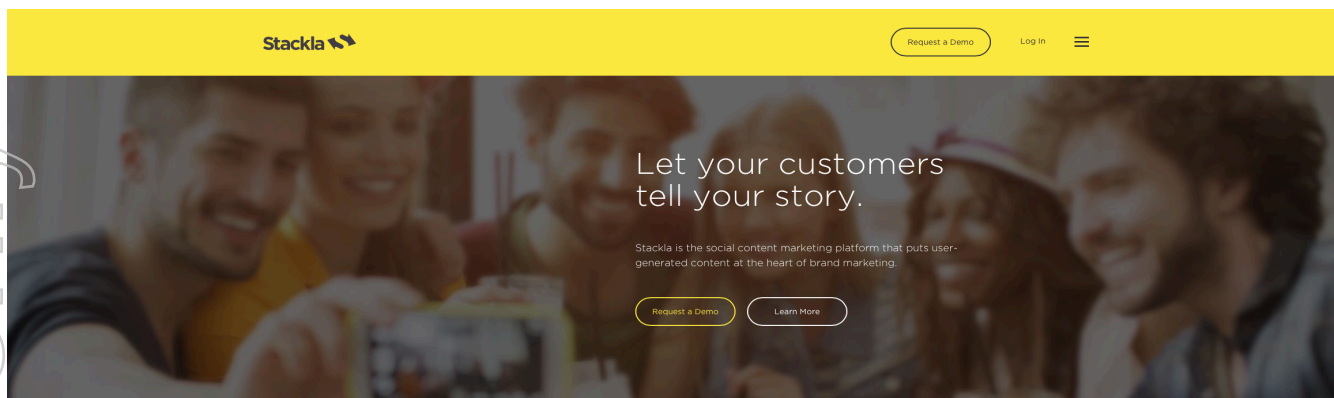 Stackla
Request a Demo
Log In
Let your customers
tell your story.
Stackla is the social content marketing platform that puts user-
generated content at the heart of brand marketing.
Request a Demo
Learn More